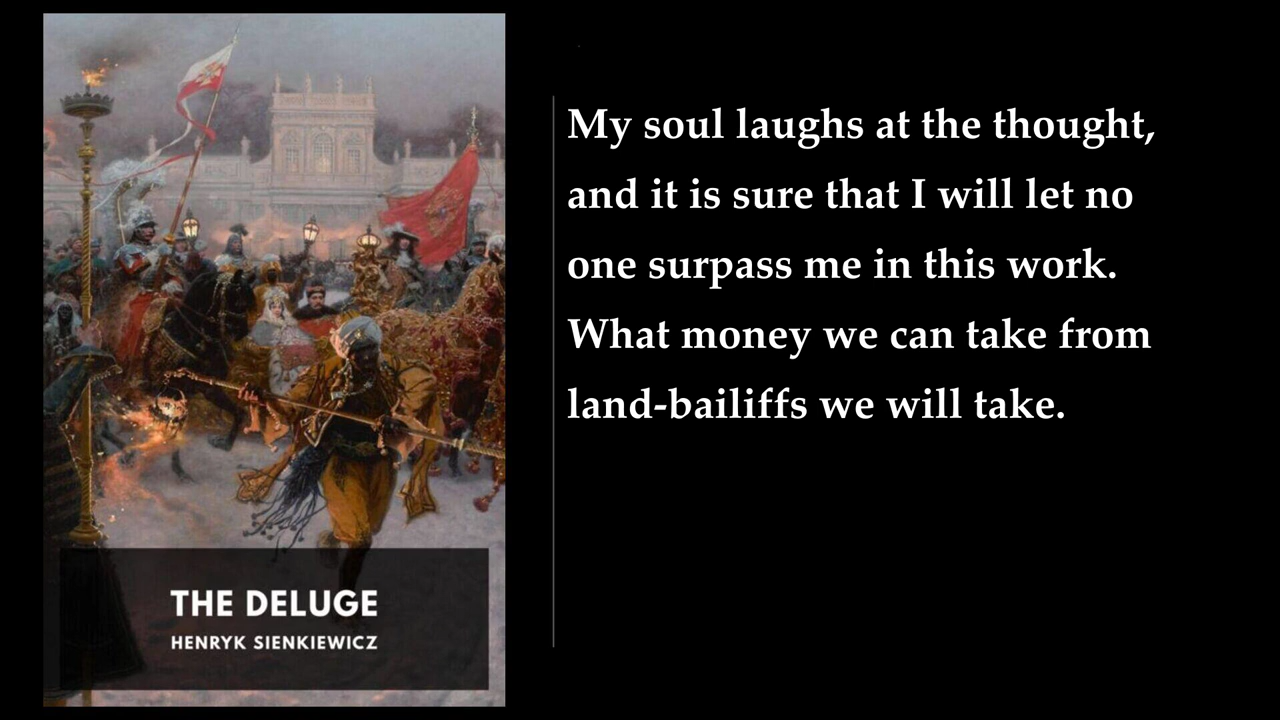 My soul laughs at the thought,
and it is sure that I will let no
one surpass me in this work.
What money we can take from
land-bailiffs we will take.
THE DELUGE
HENRYK SIENKIEWICZ